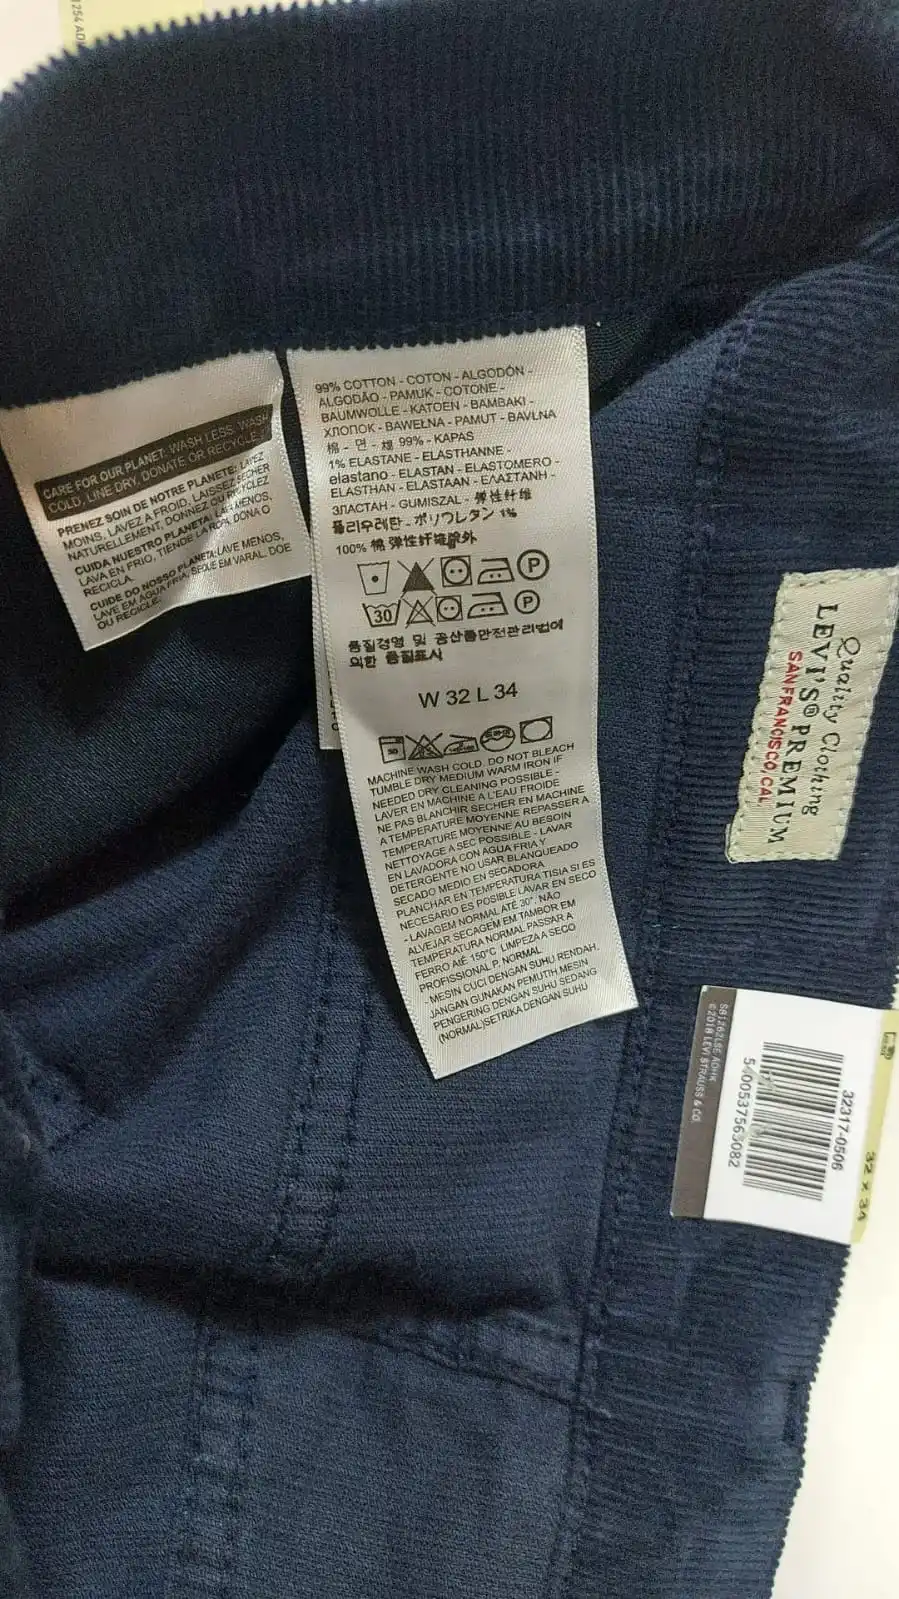 1254 AD
CARE FOR OUR PLANET: WASH LESS, WASH
COLD, LINE DRY, DONATE OR RECYCLE.
PRENEZ SOIN DE NOTRE PLANETE: LAVEZ
MOINS, LAVEZ A FROID, LAISSEZ SECHER
NATURELLEMENT, DONNEZ OU RECYCLEZ
CUIDA NUESTRO PLANETA: LAVA MENOS,
LAVA EN FRIO, TIENDE LA ROPA, DONA O
RECICLA.
CUIDE DO NOSSO PLANETA: LAVE MENOS,
LAVE EM AGUA FRIA, SEQUE EM VARAL, DOE
OU RECICLE.
99% COTTON - COTON - ALGODÓN -
ALGODÃO - PAMUK - COTONE -
BAUMWOLLE - KATOEN - BAMBAKI -
ХЛОПОК - BAWEŁNA - PAMUT - BAVLNA
棉 - 면 - 綿 99% - KAPAS
1% ELASTANE - ELASTHANNE -
elastano - ELASTAN - ELASTOMERO -
ELASTHAN - ELASTAAN - ΕΛΑΣΤΑΝΗ -
ЭЛАСТАН - GUMISZAL - 弹性纤维
폴리우레탄 - ポリウレタン 1%
100% 棉 弹性纤维除外
P
30
P
품질경영 및 공산품안전관리법에
의한 품질표시
W 32 L 34
30
MACHINE WASH COLD. DO NOT BLEACH
TUMBLE DRY MEDIUM WARM IRON IF
NEEDED DRY CLEANING POSSIBLE -
LAVER EN MACHINE A L'EAU FROIDE
NE PAS BLANCHIR SECHER EN MACHINE
A TEMPERATURE MOYENNE REPASSER A
TEMPERATURE MOYENNE AU BESOIN
NETTOYAGE A SEC POSSIBLE - LAVAR
EN LAVADORA CON AGUA FRIA Y
DETERGENTE NO USAR BLANQUEADO
SECADO MEDIO EN SECADORA
PLANCHAR EN TEMPERATURA TIBIA SI ES
NECESARIO ES POSIBLE LAVAR EN SECO
- LAVAGEM NORMAL ATÉ 30°. NÃO
ALVEJAR SECAGEM EM TAMBOR EM
TEMPERATURA NORMAL PASSAR A
FERRO ATÉ 150°C LIMPEZA A SECO
PROFISSIONAL P, NORMAL
- MESIN CUCI DENGAN SUHU RENDAH,
JANGAN GUNAKAN PEMUTIH MESIN
PENGERING DENGAN SUHU SEDANG
(NORMAL)SETRIKA DENGAN SUHU
Quality Clothing
LEVI'S® PREMIUM
SAN FRANCISCO, CAL.
32 x 34
32317-0506
5400537563082
©2018 LEVI STRAUSS & CO.